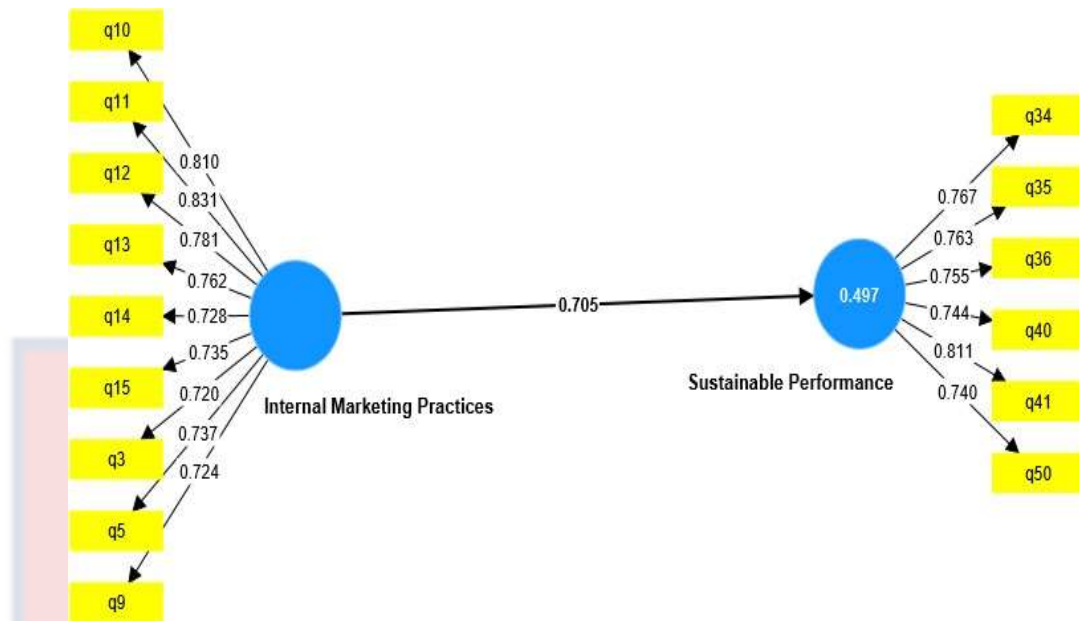 q10
q11
q12
q13
q14
q15
q3
q5
q9
0.810
0.831
0.781
0.762
0.728
0.735
0.720
0.737
0.724
Internal Marketing Practices
0.705
0.497
Sustainable Performance
0.767
0.763
0.755
0.744
0.811
0.740
q34
q35
q36
q40
q41
q50